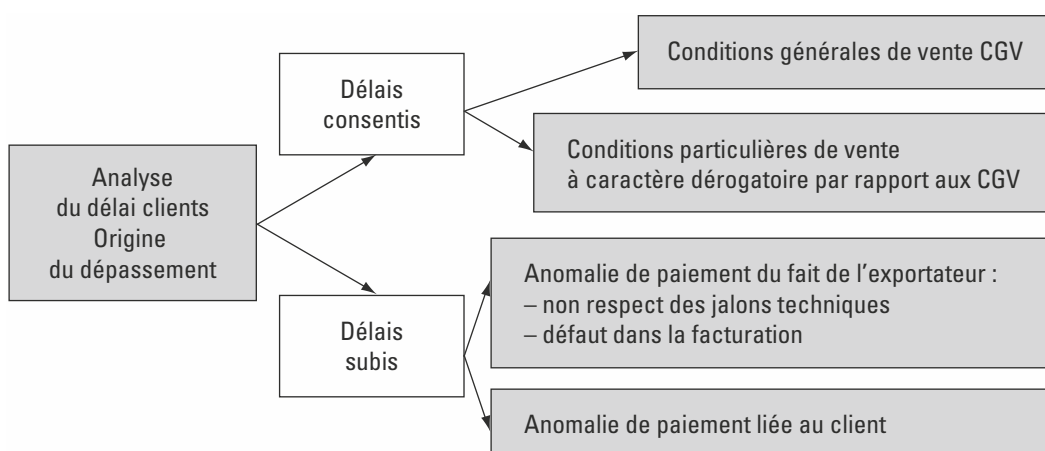 Analyse
du délai clients
Origine
du dépassement
Délais
consentis
Conditions générales de vente CGV
Conditions particulières de vente
à caractère dérogatoire par rapport aux CGV
Délais
subis
Anomalie de paiement du fait de l'exportateur :
– non respect des jalons techniques
– défaut dans la facturation
Anomalie de paiement liée au client